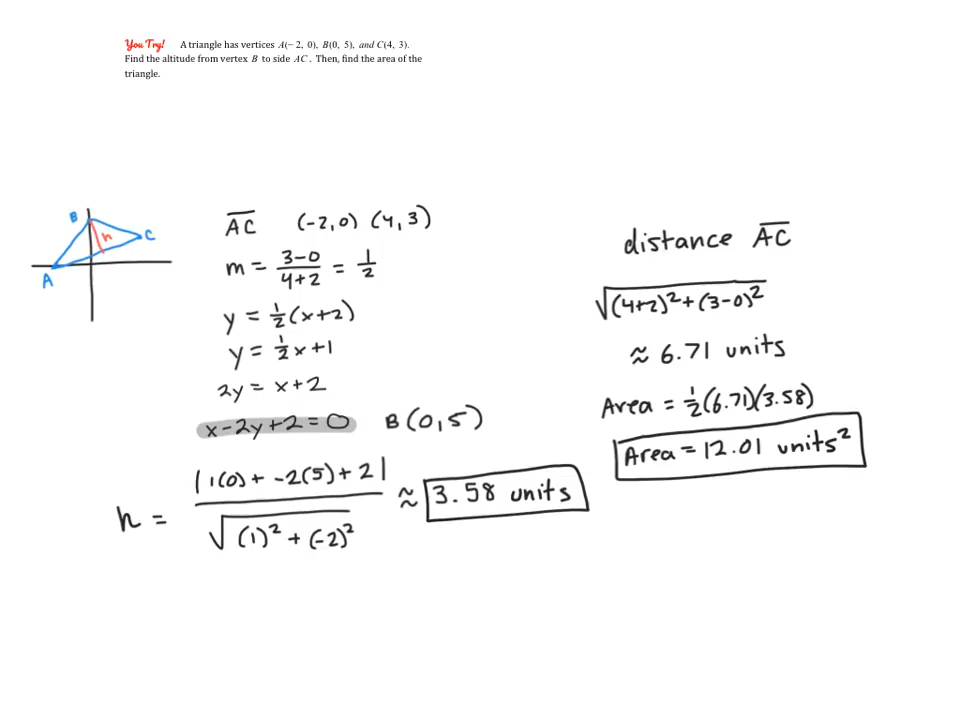 You Try! A triangle has vertices A(− 2, 0), B(0, 5), and C(4, 3).
Find the altitude from vertex B to side AC. Then, find the area of the
triangle.
B
h
C
A
A̅C̅ (-2,0) (4,3)
m = (3-0)/(4+2) = 1/2
y = 1/2(x+2)
y = 1/2x+1
2y = x+2
x-2y+2=0 B(0,5)
h = |1(0) + -2(5) + 2| / √((1)² + (-2)²) ≈ 3.58 units
distance A̅C̅
√((4+2)²+(3-0)²)
≈ 6.71 units
Area = 1/2(6.71)(3.58)
Area = 12.01 units²